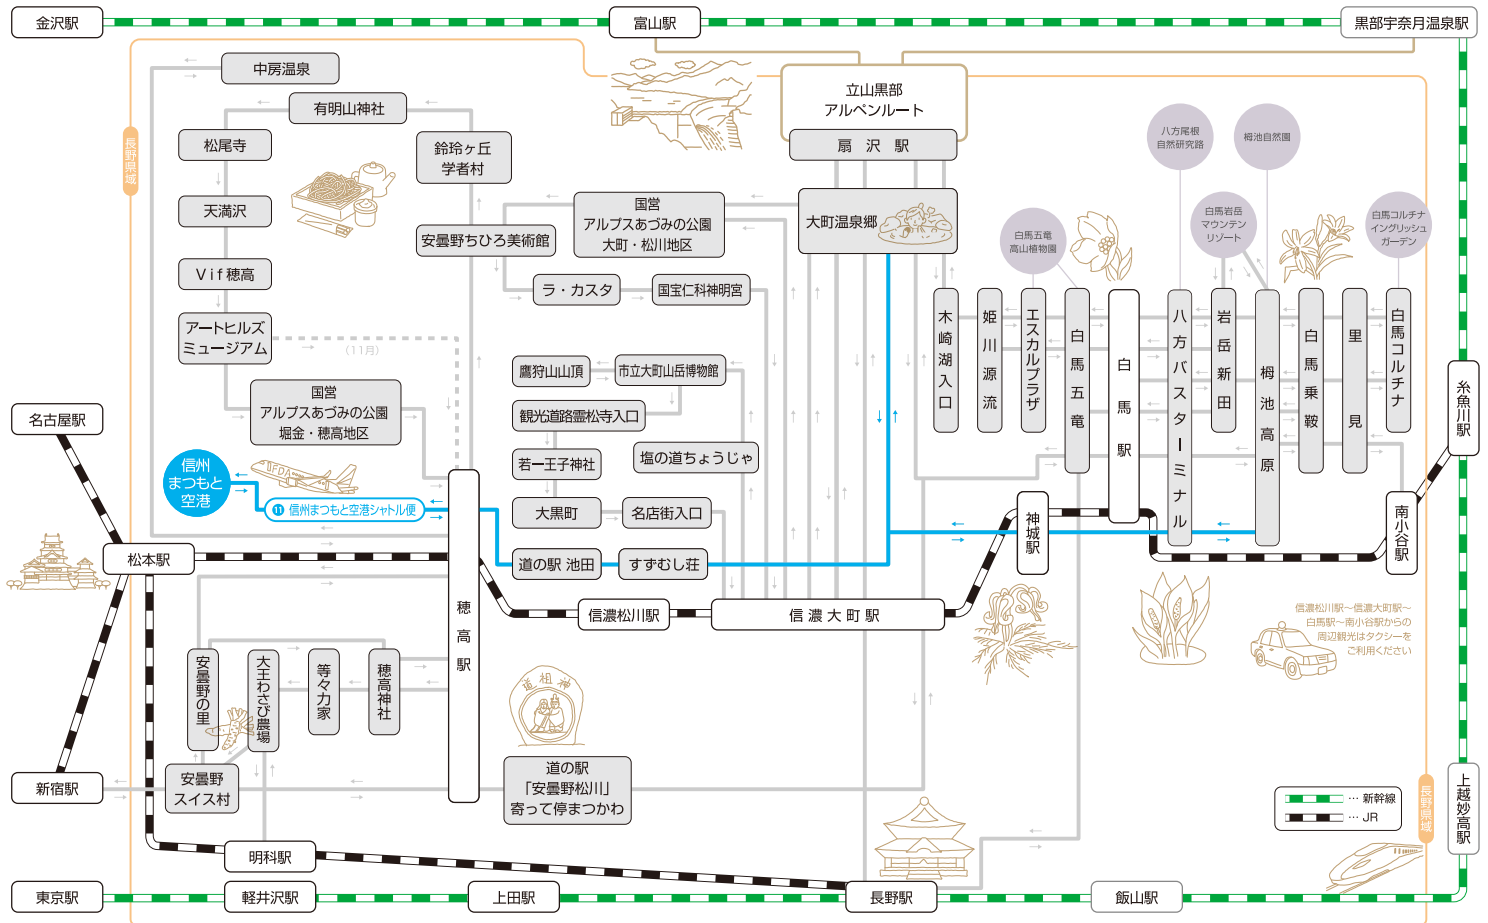 金沢駅
富山駅
黒部宇奈月温泉駅
中房温泉
有明山神社
松尾寺
鈴玲ヶ丘
学者村
天満沢
Vif穂高
アートヒルズ
ミュージアム
(11月)
国営
アルプスあづみの公園
堀金・穂高地区
安曇野ちひろ美術館
国営
アルプスあづみの公園
大町・松川地区
ラ・カスタ
国宝仁科神明宮
立山黒部
アルペンルート
扇沢駅
大町温泉郷
八方尾根
自然研究路
栂池自然園
白馬五竜
高山植物園
白馬岩岳
マウンテン
リゾート
白馬コルチナ
イングリッシュ
ガーデン
長野県域
木崎湖入口
姫川源流
エスカルプラザ
白馬五竜
白馬駅
八方バスターミナル
岩岳新田
栂池高原
白馬乗鞍
里見
白馬コルチナ
糸魚川駅
鷹狩山山頂
市立大町山岳博物館
観光道路霊松寺入口
若一王子神社
塩の道ちょうじゃ
大黒町
名店街入口
道の駅 池田
すずむし荘
名古屋駅
信州
まつもと
空港
FDA
⓫ 信州まつもと空港シャトル便
松本駅
穂高駅
信濃松川駅
信濃大町駅
神城駅
南小谷駅
信濃松川駅〜信濃大町駅〜
白馬駅〜南小谷駅からの
周辺観光はタクシーを
ご利用ください
安曇野の里
大王わさび農場
等々力家
穂高神社
道祖神
新宿駅
安曇野
スイス村
道の駅
「安曇野松川」
寄って停まつかわ
明科駅
長野県域
上越妙高駅
… 新幹線
… JR
東京駅
軽井沢駅
上田駅
長野駅
飯山駅